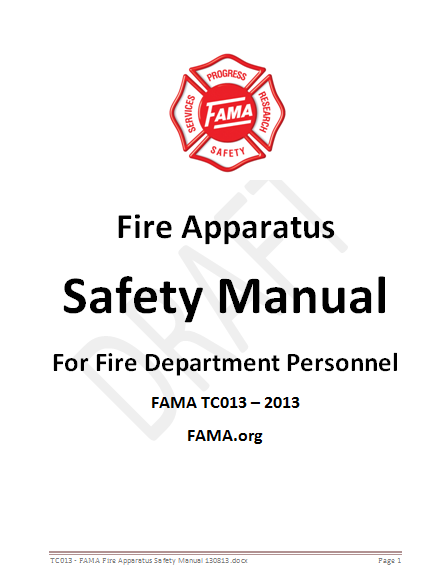 PROGRESS
SERVICES
RESEARCH
FAMA
SAFETY
DRAFT
Fire Apparatus
Safety Manual
For Fire Department Personnel
FAMA TC013 – 2013
FAMA.org
TC013 - FAMA Fire Apparatus Safety Manual 130813.docx Page 1